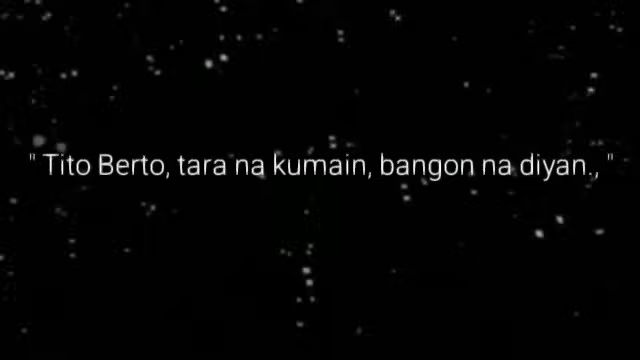 " Tito Berto, tara na kumain, bangon na diyan., "